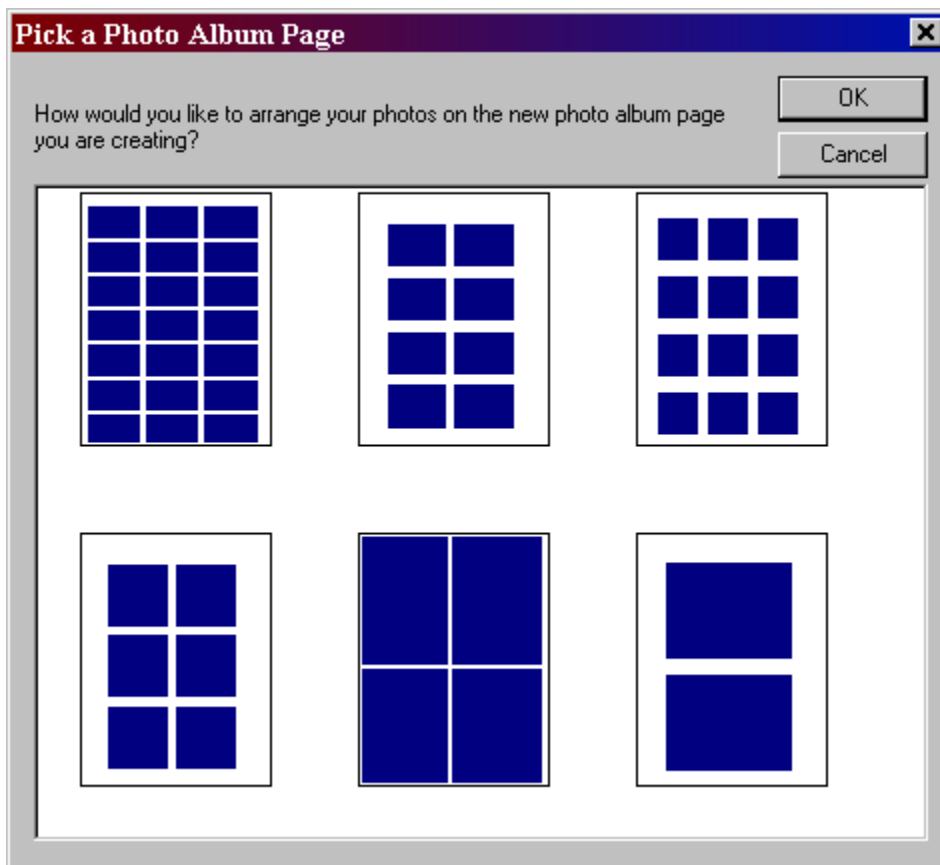 Pick a Photo Album Page
How would you like to arrange your photos on the new photo album page
you are creating?
OK
Cancel